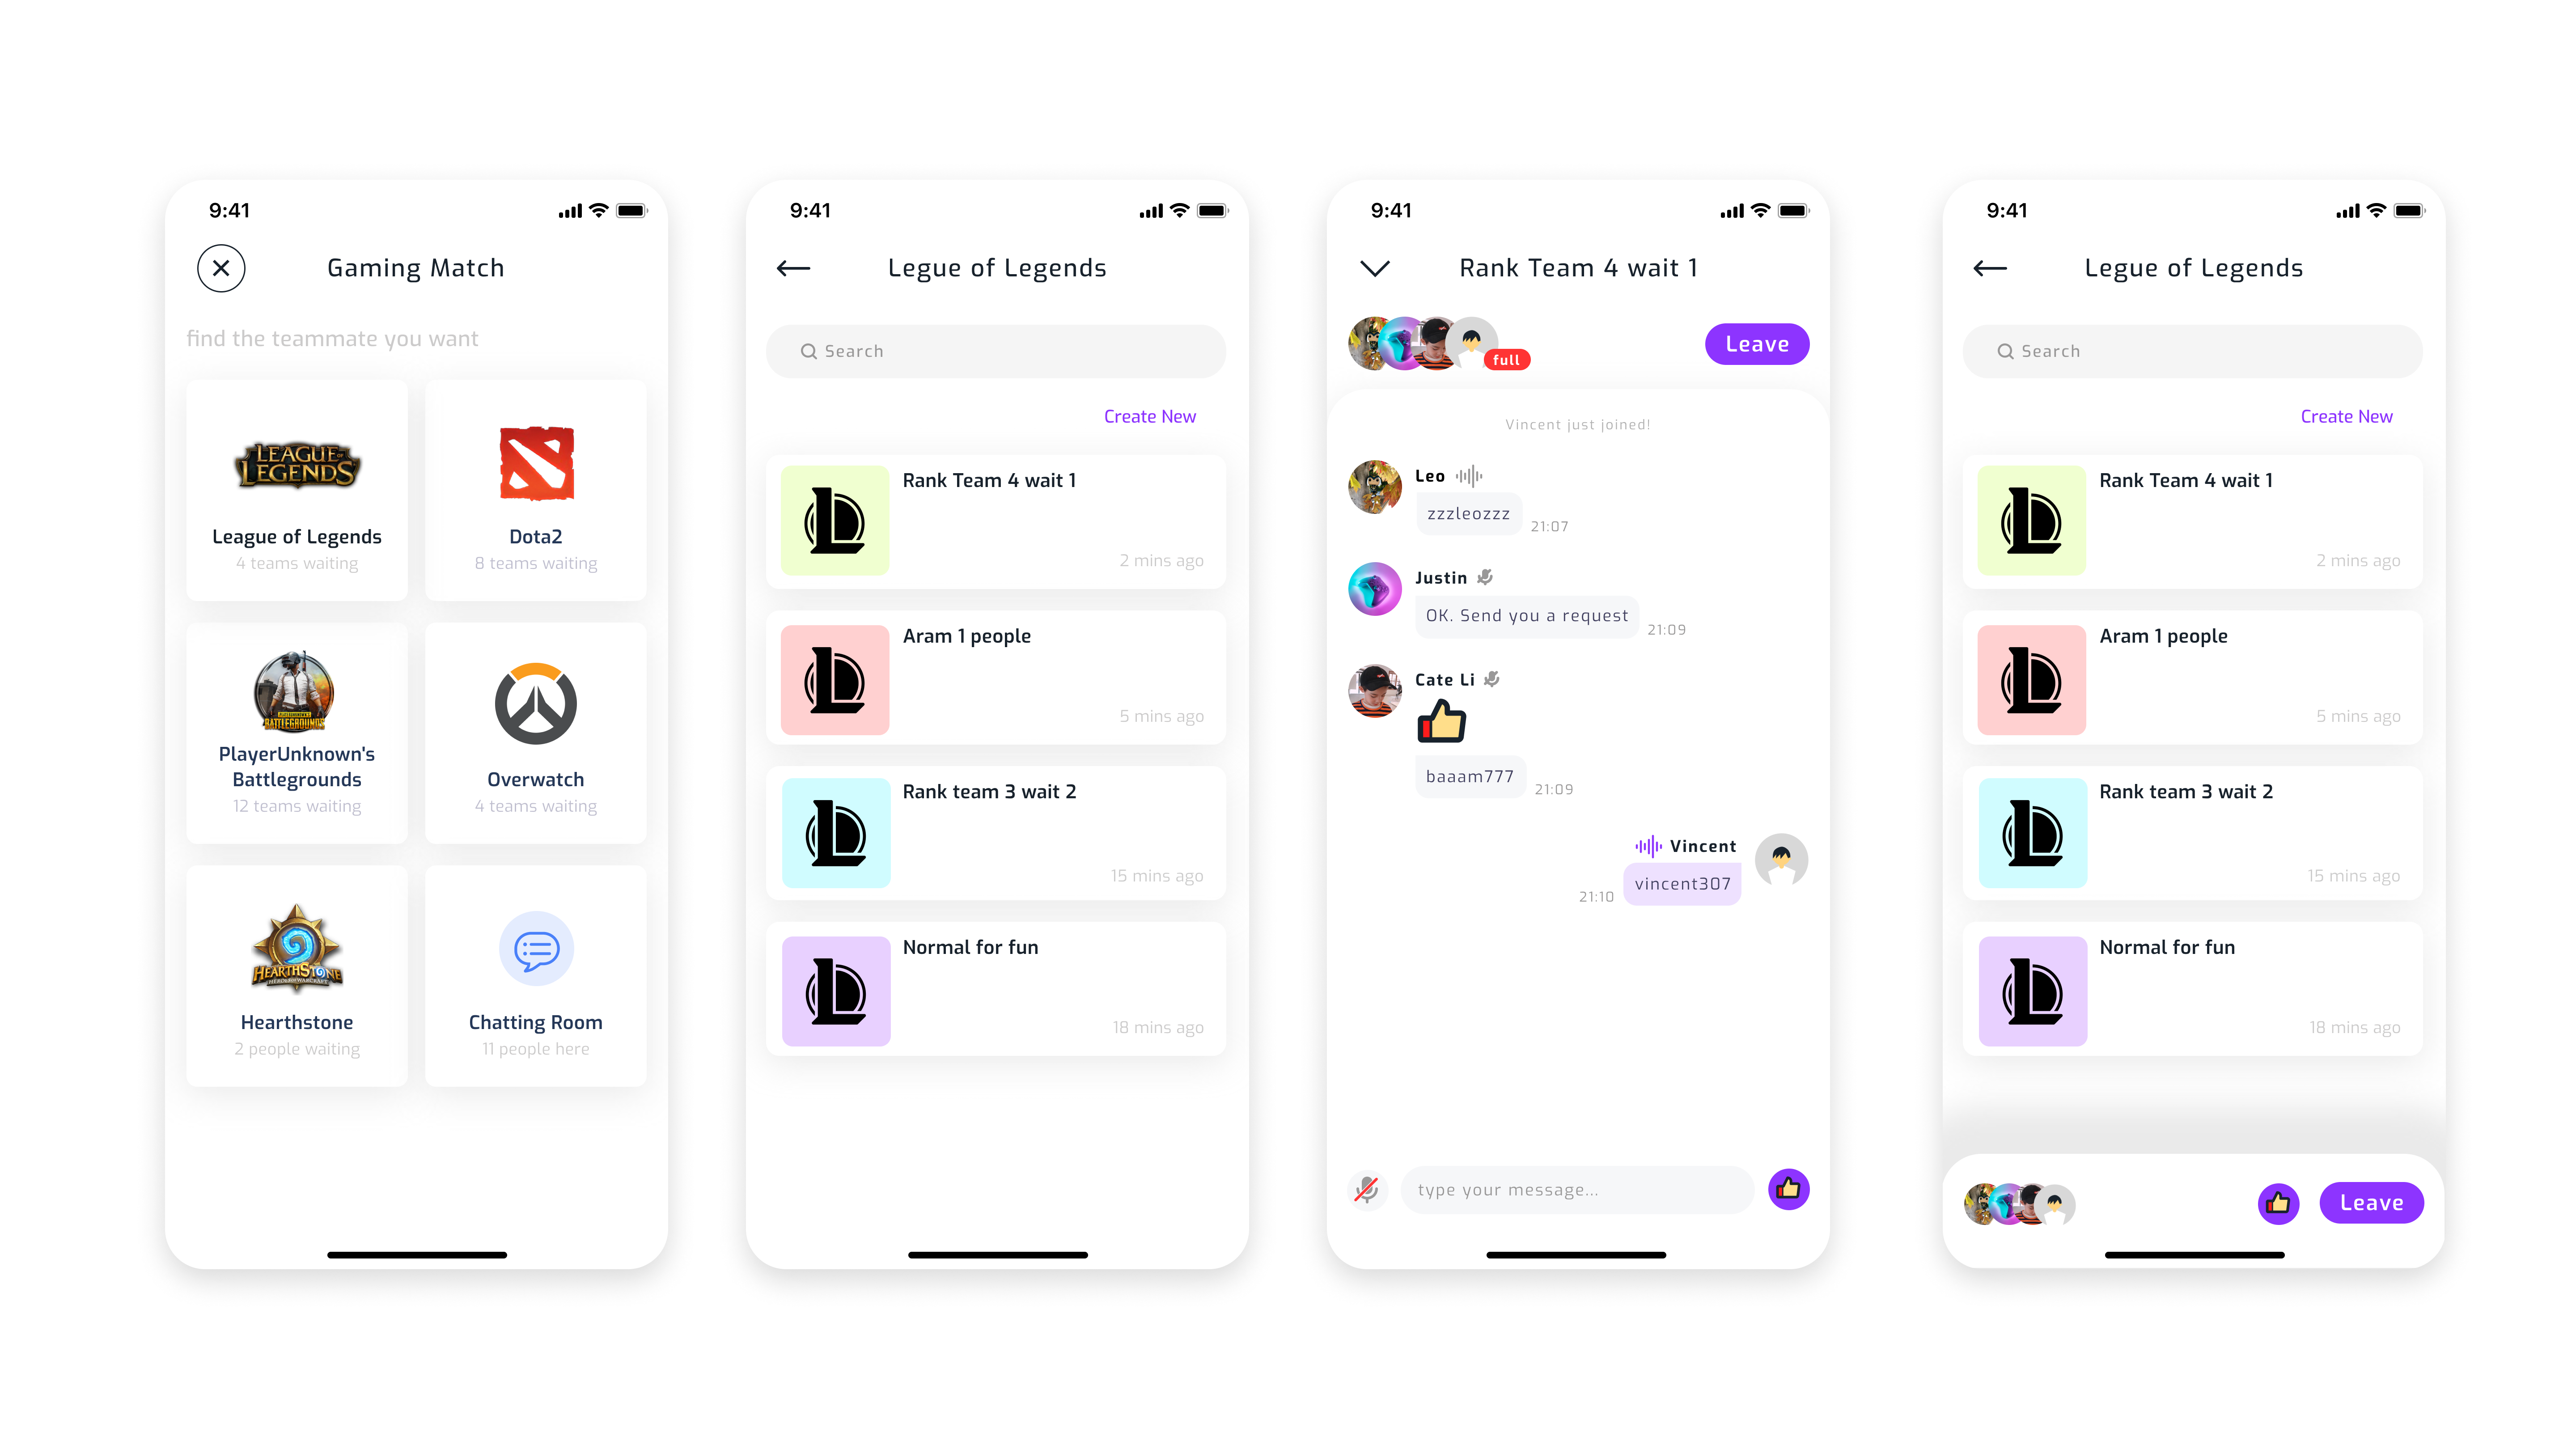 9:41
Gaming Match
find the teammate you want
LEAGUE OF
LEGENDS
League of Legends
4 teams waiting
Dota2
8 teams waiting
PLAYERUNKNOWN'S
BATTLEGROUNDS
PlayerUnknown's
Battlegrounds
12 teams waiting
Overwatch
4 teams waiting
HEARTHSTONE
HEROES OF WARCRAFT
Hearthstone
2 people waiting
Chatting Room
11 people here
9:41
Legue of Legends
Search
Create New
Rank Team 4 wait 1
2 mins ago
Aram 1 people
5 mins ago
Rank team 3 wait 2
15 mins ago
Normal for fun
18 mins ago
9:41
Rank Team 4 wait 1
full
Leave
Vincent just joined!
Leo
zzzleozzz
21:07
Justin
OK. Send you a request
21:09
Cate Li
baaam777
21:09
Vincent
21:10
vincent307
type your message...
9:41
Legue of Legends
Search
Create New
Rank Team 4 wait 1
2 mins ago
Aram 1 people
5 mins ago
Rank team 3 wait 2
15 mins ago
Normal for fun
18 mins ago
Leave